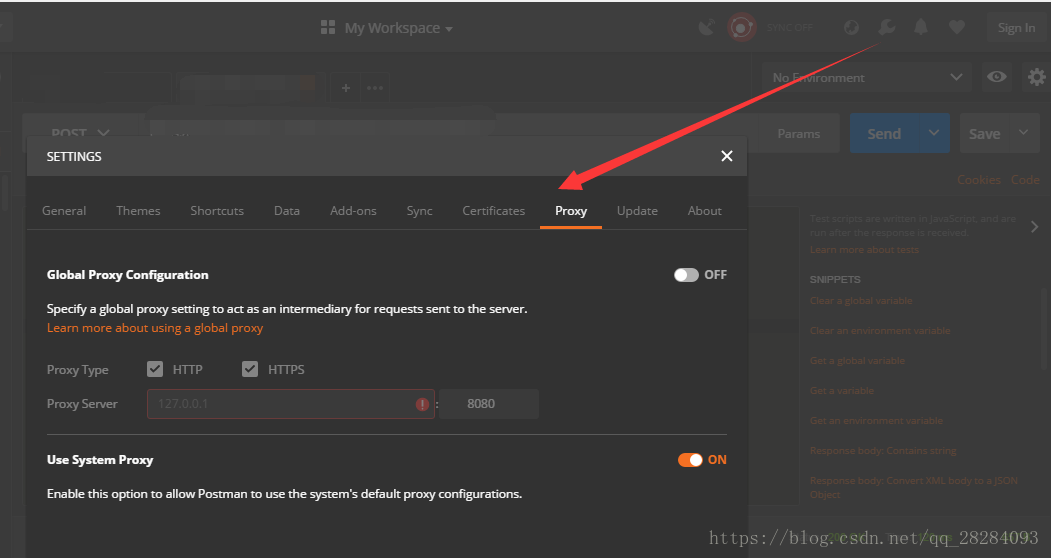 My Workspace
SYNC OFF
Sign In
No Environment
POST
Params
Send
Save
Cookies Code
SETTINGS
General Themes Shortcuts Data Add-ons Sync Certificates Proxy Update About
Test scripts are written in JavaScript, and are
run after the response is received.
Learn more about tests
SNIPPETS
Clear a global variable
Clear an environment variable
Get a global variable
Get a variable
Get an environment variable
Response body: Contains string
Response body: Convert XML body to a JSON
Object
Global Proxy Configuration
OFF
Specify a global proxy setting to act as an intermediary for requests sent to the server.
Learn more about using a global proxy
Proxy Type HTTP HTTPS
Proxy Server 127.0.0.1 : 8080
Use System Proxy
ON
Enable this option to allow Postman to use the system's default proxy configurations.
https://blog.csdn.net/qq_28284093